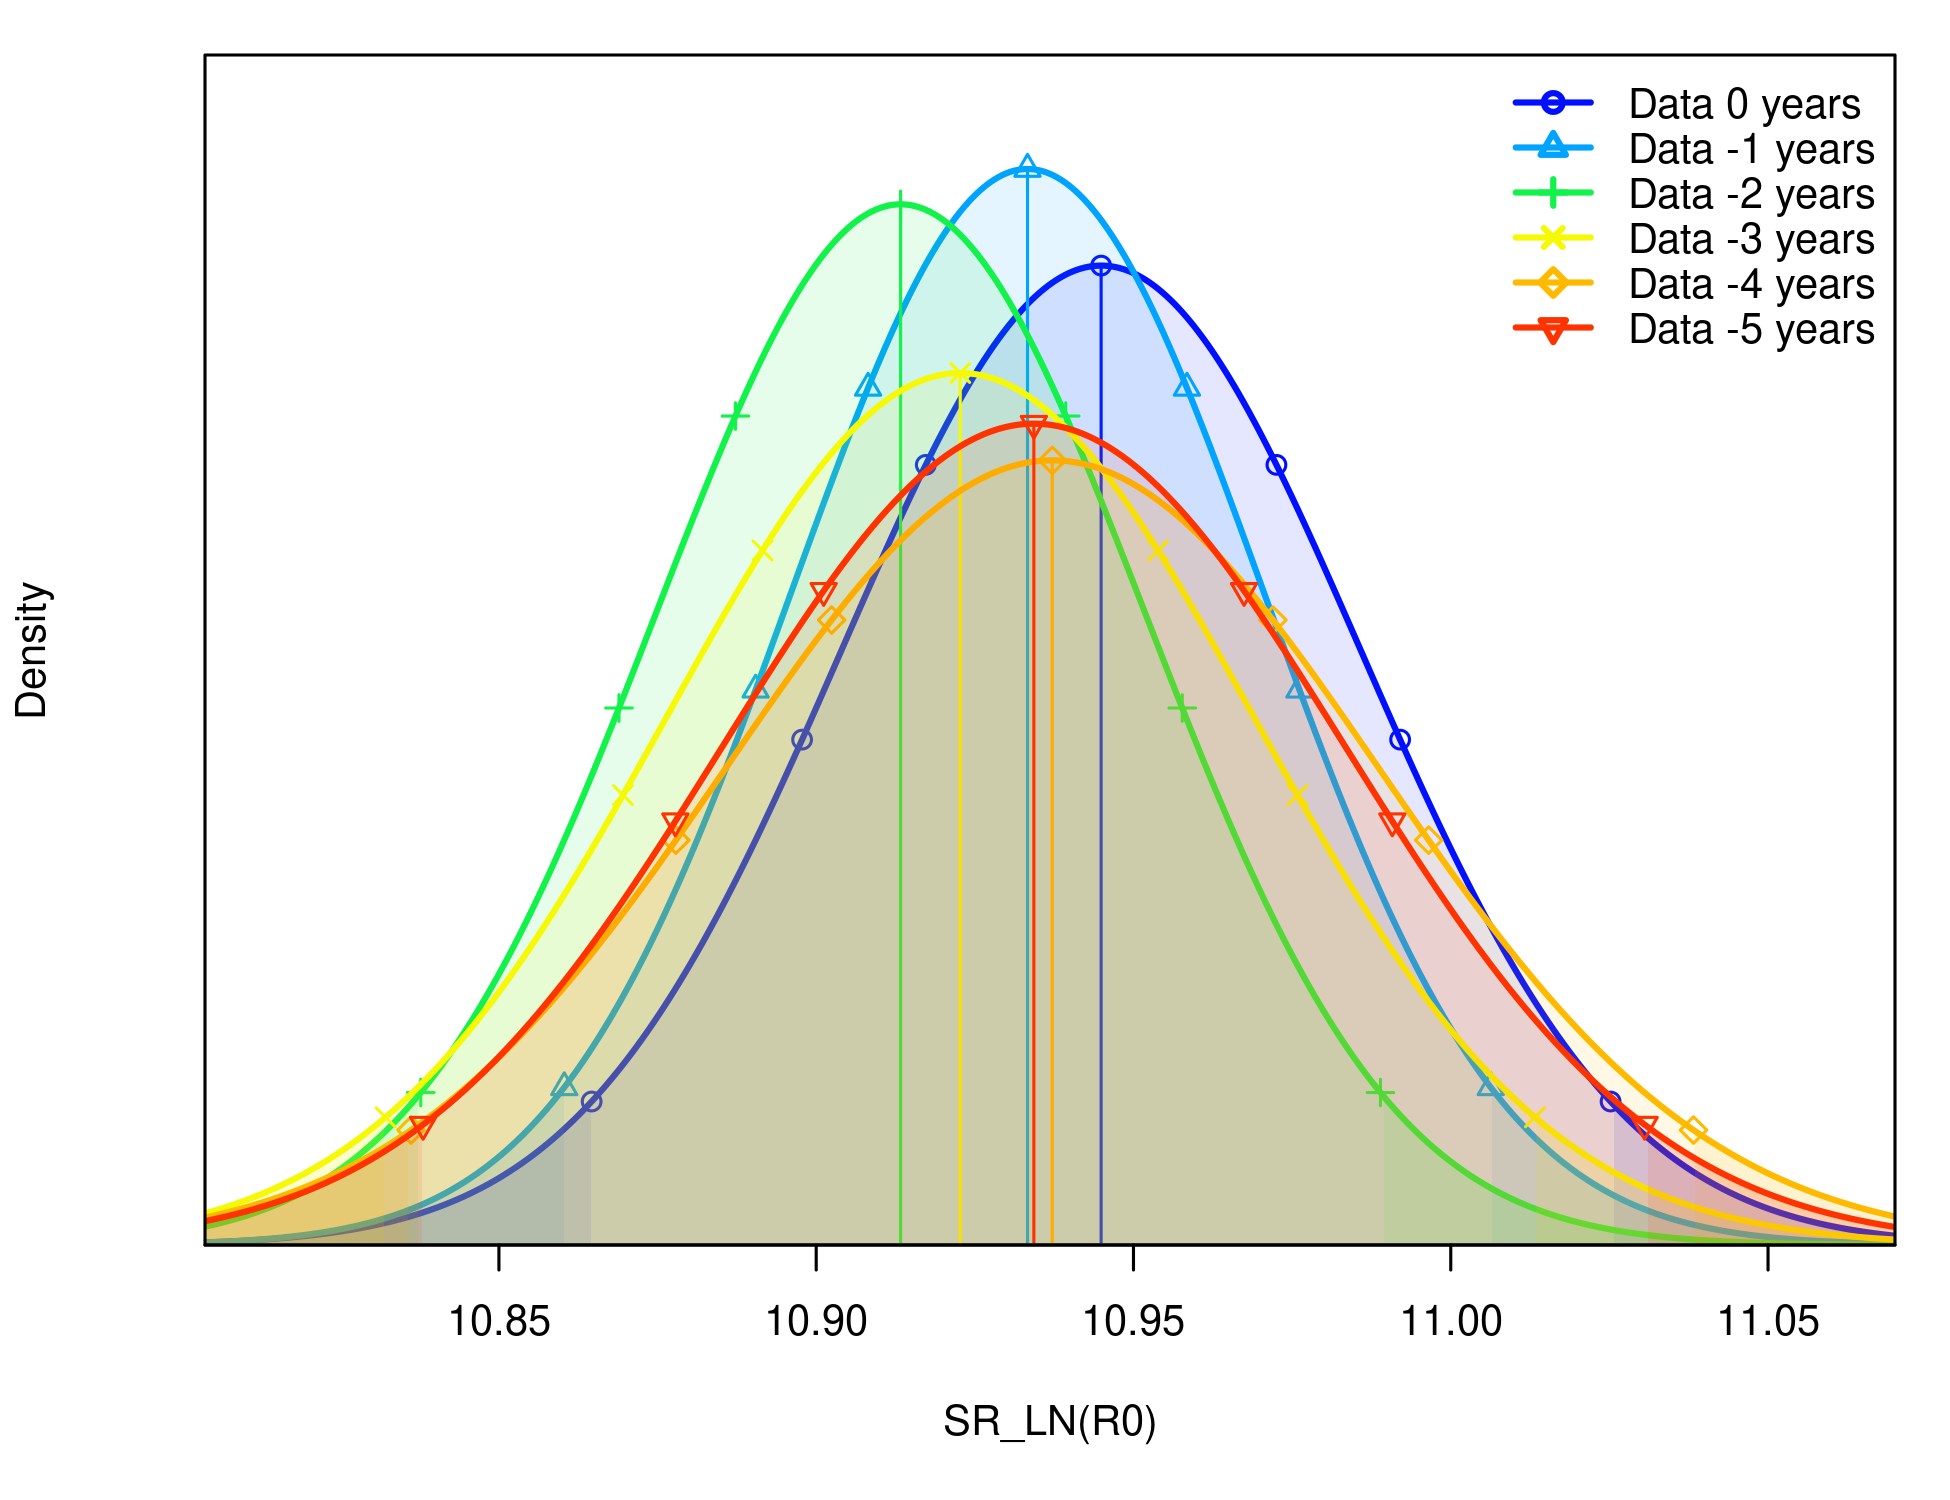 Data 0 years
Data -1 years
Data -2 years
Data -3 years
Data -4 years
Data -5 years
Density
10.85 10.90 10.95 11.00 11.05
SR_LN(R0)